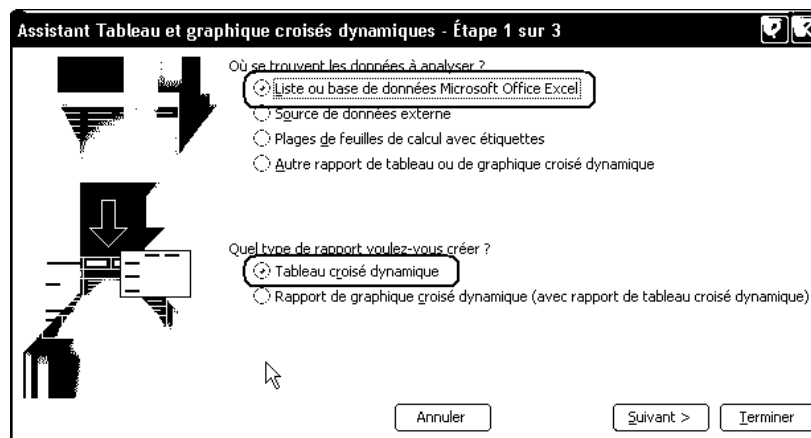 Assistant Tableau et graphique croisés dynamiques - Étape 1 sur 3
Où se trouvent les données à analyser ?
Liste ou base de données Microsoft Office Excel
Source de données externe
Plages de feuilles de calcul avec étiquettes
Autre rapport de tableau ou de graphique croisé dynamique
Quel type de rapport voulez-vous créer ?
Tableau croisé dynamique
Rapport de graphique croisé dynamique (avec rapport de tableau croisé dynamique)
Annuler Suivant > Terminer